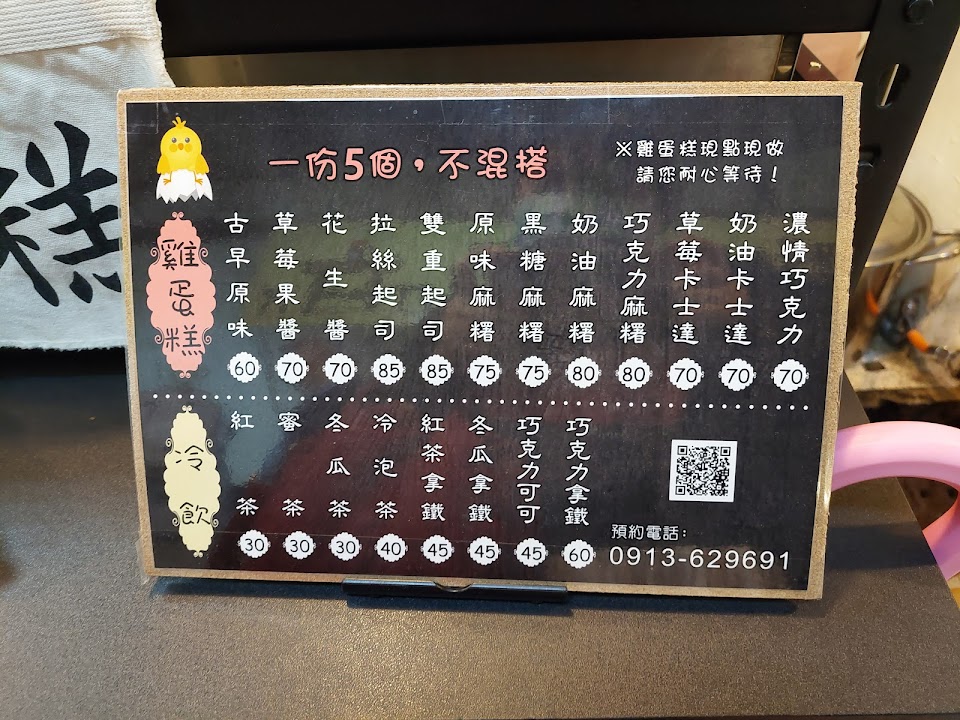 糕
一份5個，不混搭
※雞蛋糕現點現做
請您耐心等待！
雞蛋糕
古早原味
60
草莓果醬
70
花生醬
70
拉絲起司
85
雙重起司
85
原味麻糬
75
黑糖麻糬
75
奶油麻糬
80
巧克力麻糬
80
草莓卡士達
70
奶油卡士達
70
濃情巧克力
70
冷飲
紅茶
30
蜜茶
30
冬瓜茶
30
冷泡茶
40
紅茶拿鐵
45
冬瓜拿鐵
45
巧克力可可
45
巧克力拿鐵
60
預約電話：
0913-629691